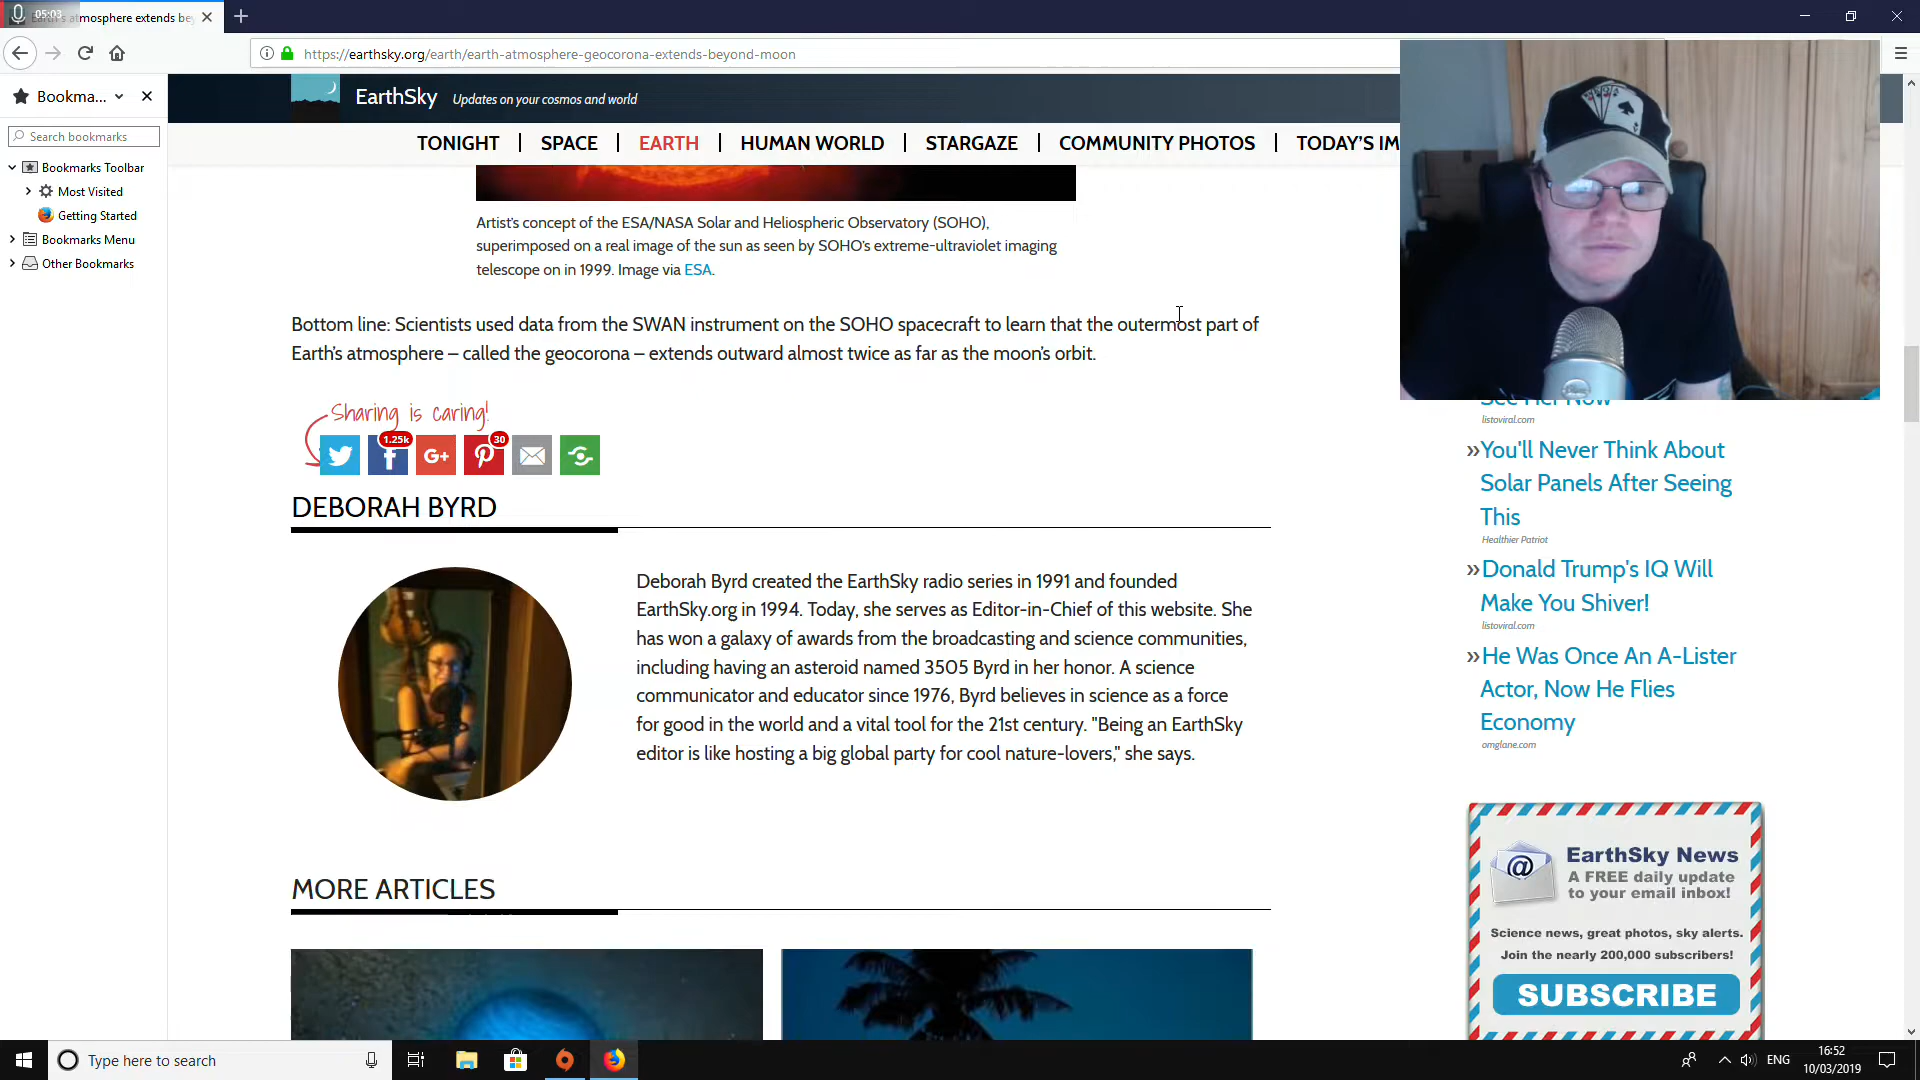 05:03
Earth's atmosphere extends bey
https://earthsky.org/earth/earth-atmosphere-geocorona-extends-beyond-moon
Bookma...
Search bookmarks
Bookmarks Toolbar
Most Visited
Getting Started
Bookmarks Menu
Other Bookmarks
EarthSky Updates on your cosmos and world
TONIGHT | SPACE | EARTH | HUMAN WORLD | STARGAZE | COMMUNITY PHOTOS | TODAY'S IM
Artist's concept of the ESA/NASA Solar and Heliospheric Observatory (SOHO),
superimposed on a real image of the sun as seen by SOHO's extreme-ultraviolet imaging
telescope on in 1999. Image via ESA.
Bottom line: Scientists used data from the SWAN instrument on the SOHO spacecraft to learn that the outermost part of
Earth's atmosphere – called the geocorona – extends outward almost twice as far as the moon's orbit.
Sharing is caring!
1.25k
30
G+
DEBORAH BYRD
Deborah Byrd created the EarthSky radio series in 1991 and founded
EarthSky.org in 1994. Today, she serves as Editor-in-Chief of this website. She
has won a galaxy of awards from the broadcasting and science communities,
including having an asteroid named 3505 Byrd in her honor. A science
communicator and educator since 1976, Byrd believes in science as a force
for good in the world and a vital tool for the 21st century. "Being an EarthSky
editor is like hosting a big global party for cool nature-lovers," she says.
MORE ARTICLES
See Her Now
listoviral.com
»You'll Never Think About
Solar Panels After Seeing
This
Healthier Patriot
»Donald Trump's IQ Will
Make You Shiver!
listoviral.com
»He Was Once An A-Lister
Actor, Now He Flies
Economy
omglane.com
@
EarthSky News
A FREE daily update
to your email inbox!
Science news, great photos, sky alerts.
Join the nearly 200,000 subscribers!
SUBSCRIBE
Type here to search
ENG
16:52
10/03/2019